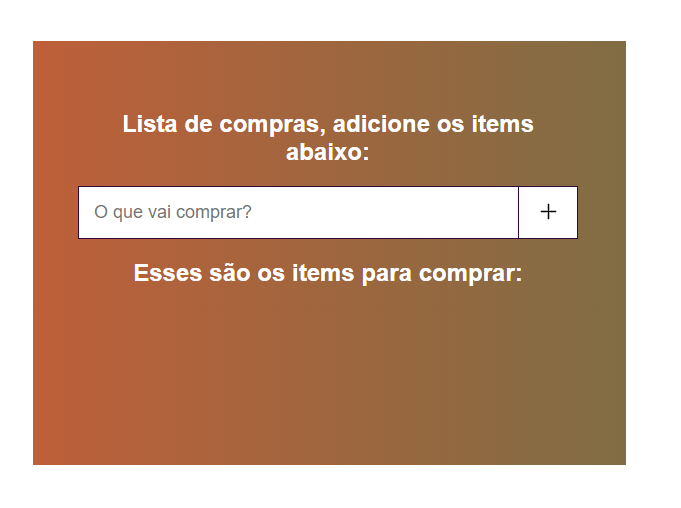 Lista de compras, adicione os items
abaixo:
O que vai comprar?
+
Esses são os items para comprar: